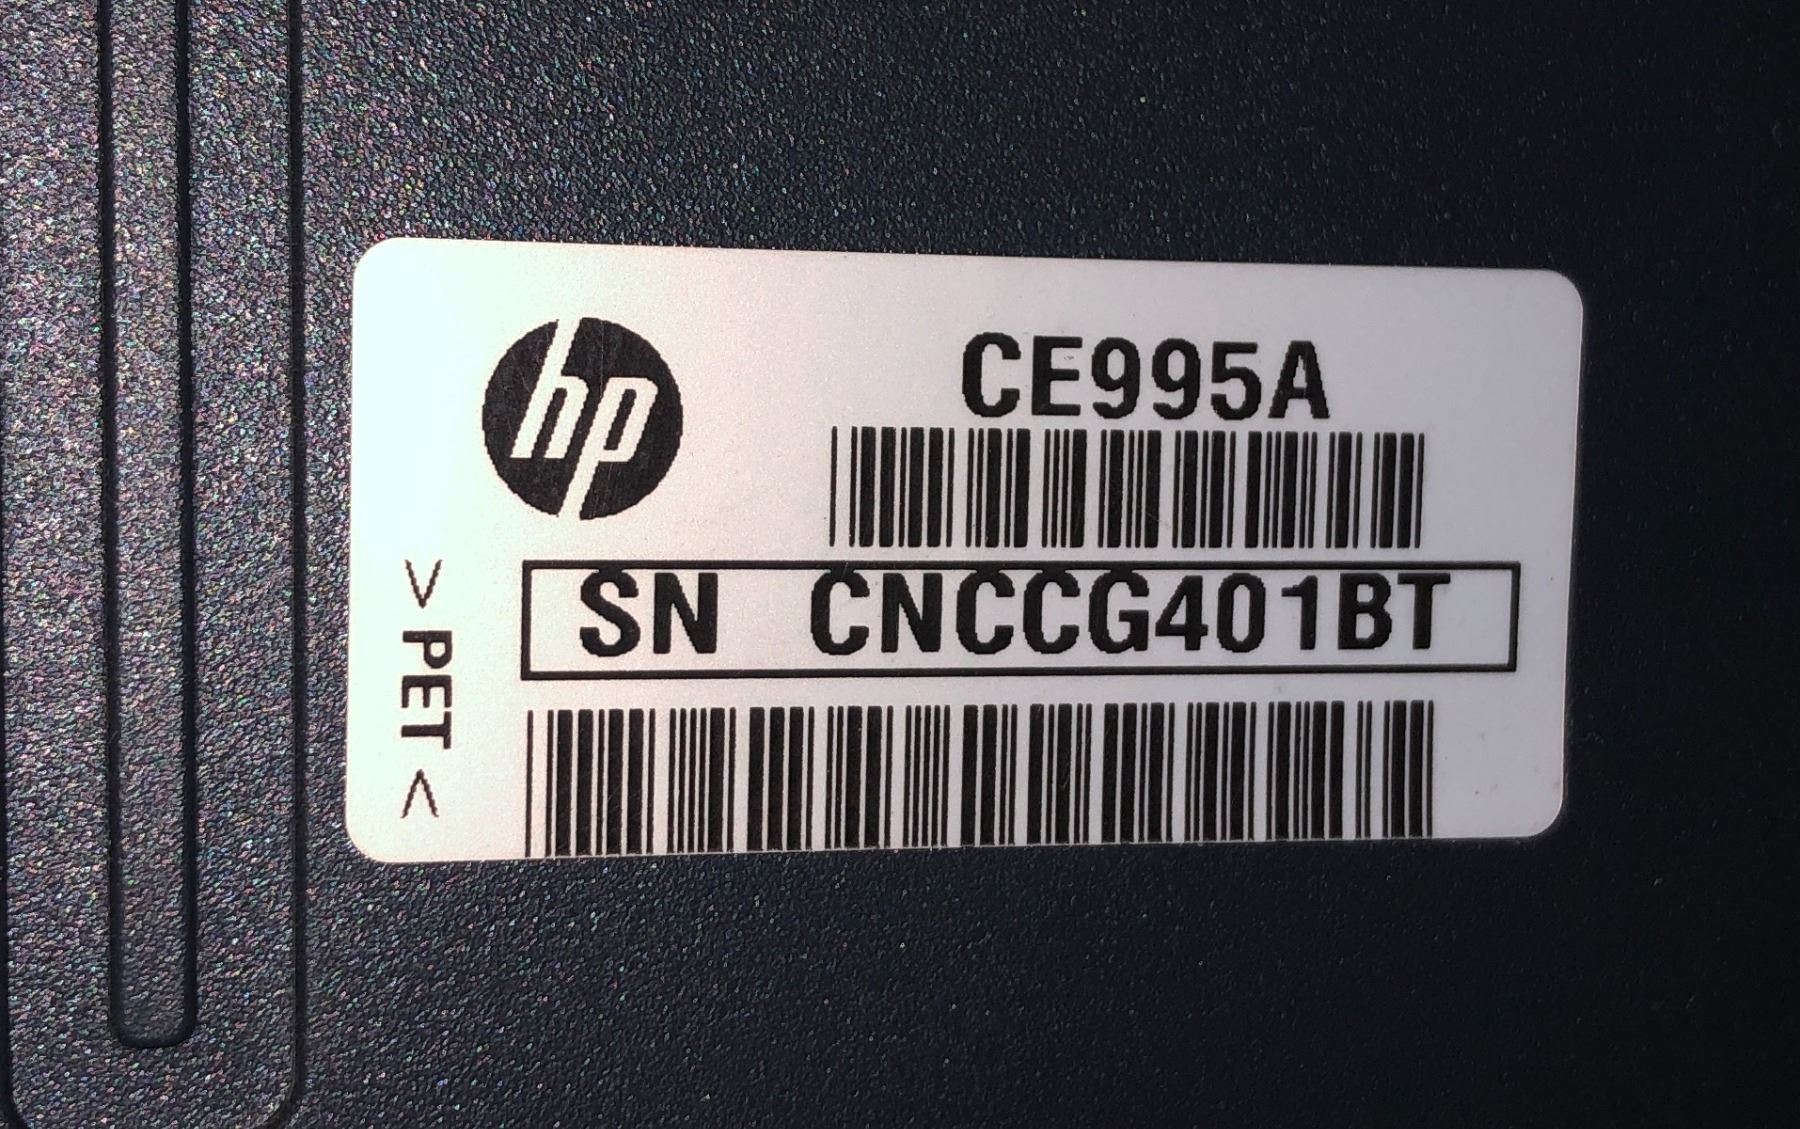 hp
CE995A
SN CNCCG401BT
> PET <